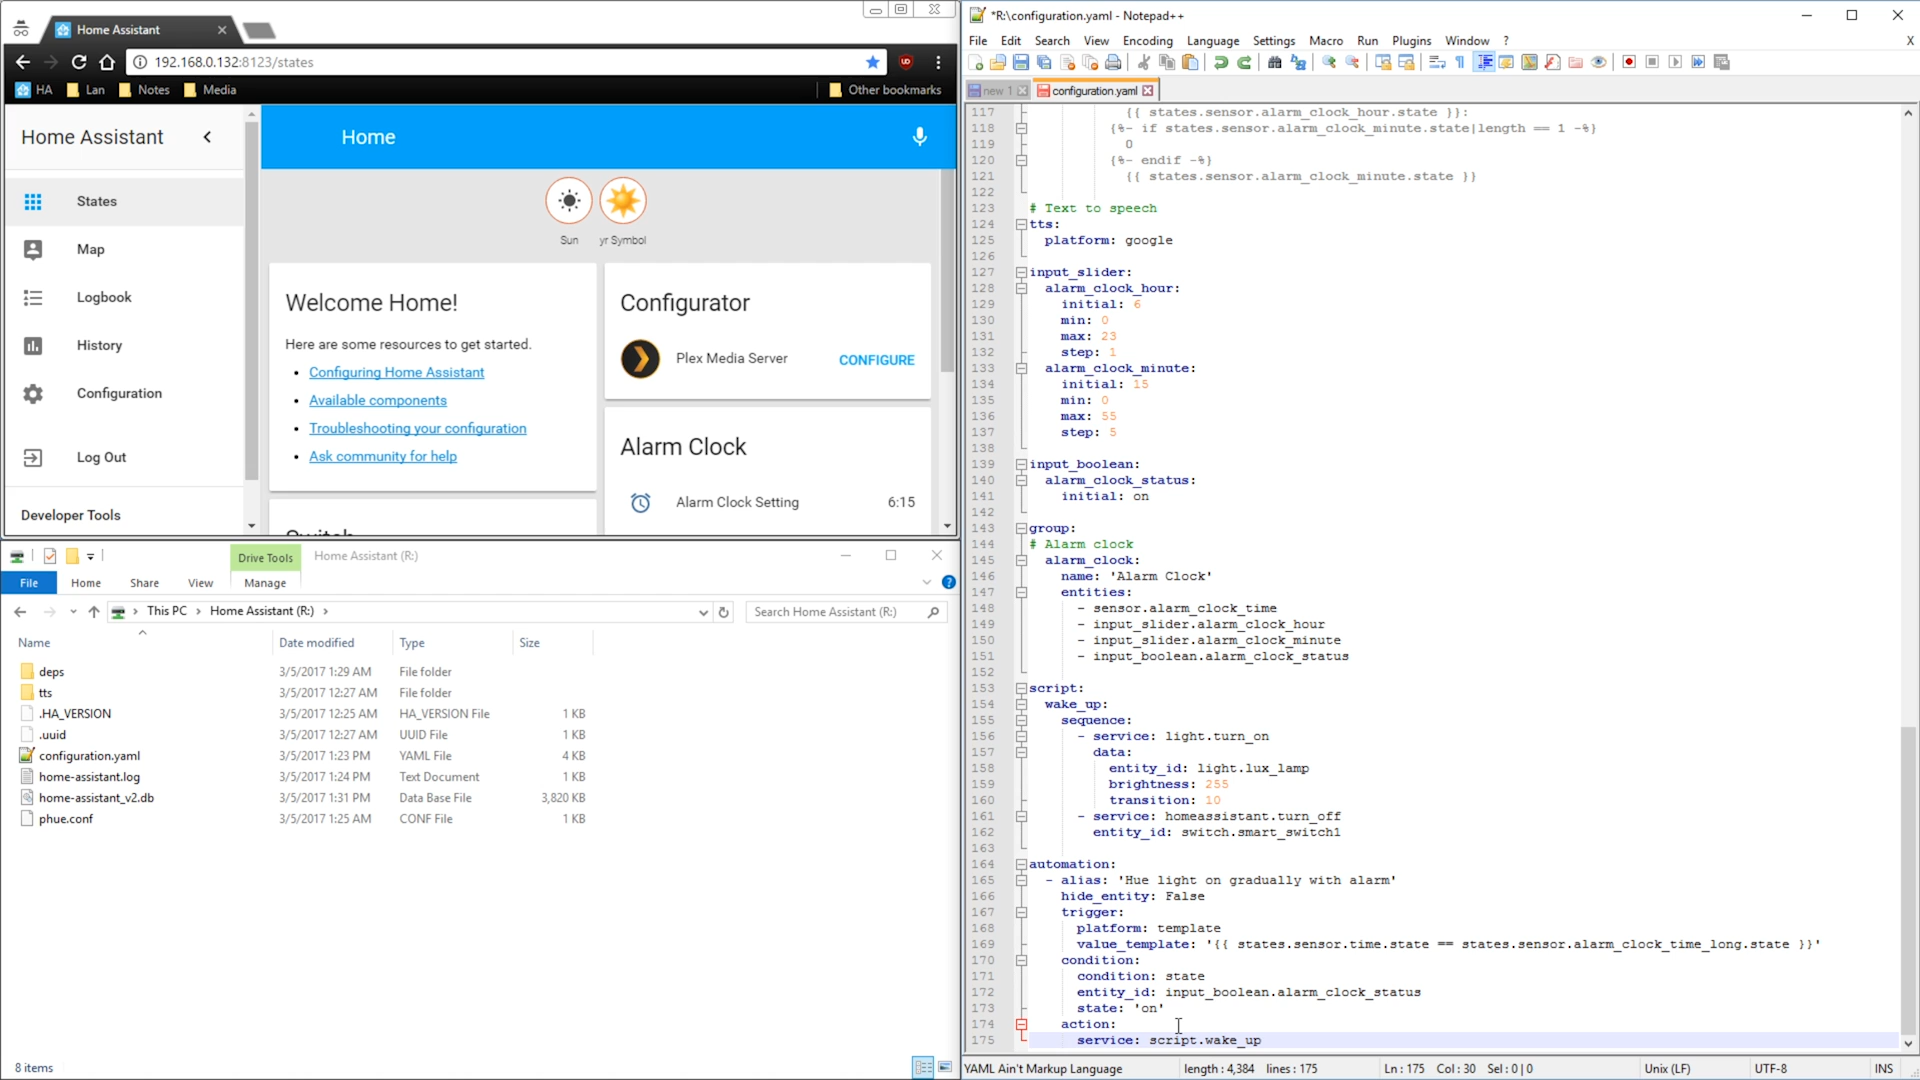 Home Assistant
192.168.0.132:8123/states
HA Lan Notes Media Other bookmarks
Home Assistant
States
Map
Logbook
History
Configuration
Log Out
Developer Tools
Home
Sun yr Symbol
Welcome Home!
Here are some resources to get started.
• Configuring Home Assistant
• Available components
• Troubleshooting your configuration
• Ask community for help
Configurator
Plex Media Server CONFIGURE
Alarm Clock
Alarm Clock Setting 6:15
Drive Tools Home Assistant (R:)
File Home Share View Manage
This PC > Home Assistant (R:) > Search Home Assistant (R:)
Name Date modified Type Size
deps 3/5/2017 1:29 AM File folder
tts 3/5/2017 12:27 AM File folder
.HA_VERSION 3/5/2017 12:25 AM HA_VERSION File 1 KB
.uuid 3/5/2017 12:27 AM UUID File 1 KB
configuration.yaml 3/5/2017 1:23 PM YAML File 4 KB
home-assistant.log 3/5/2017 1:24 PM Text Document 1 KB
home-assistant_v2.db 3/5/2017 1:31 PM Data Base File 3,820 KB
phue.conf 3/5/2017 1:25 AM CONF File 1 KB
8 items
*R:\configuration.yaml - Notepad++
File Edit Search View Encoding Language Settings Macro Run Plugins Window ? X
new 1 configuration.yaml
117 {{ states.sensor.alarm_clock_hour.state }}:
118 {%- if states.sensor.alarm_clock_minute.state|length == 1 -%}
119 0
120 {%- endif -%}
121 {{ states.sensor.alarm_clock_minute.state }}
122
123 # Text to speech
124 tts:
125 platform: google
126
127 input_slider:
128 alarm_clock_hour:
129 initial: 6
130 min: 0
131 max: 23
132 step: 1
133 alarm_clock_minute:
134 initial: 15
135 min: 0
136 max: 55
137 step: 5
138
139 input_boolean:
140 alarm_clock_status:
141 initial: on
142
143 group:
144 # Alarm clock
145 alarm_clock:
146 name: 'Alarm Clock'
147 entities:
148 - sensor.alarm_clock_time
149 - input_slider.alarm_clock_hour
150 - input_slider.alarm_clock_minute
151 - input_boolean.alarm_clock_status
152
153 script:
154 wake_up:
155 sequence:
156 - service: light.turn_on
157 data:
158 entity_id: light.lux_lamp
159 brightness: 255
160 transition: 10
161 - service: homeassistant.turn_off
162 entity_id: switch.smart_switch1
163
164 automation:
165 - alias: 'Hue light on gradually with alarm'
166 hide_entity: False
167 trigger:
168 platform: template
169 value_template: '{{ states.sensor.time.state == states.sensor.alarm_clock_time_long.state }}'
170 condition:
171 condition: state
172 entity_id: input_boolean.alarm_clock_status
173 state: 'on'
174 action:
175 service: script.wake_up
YAML Ain't Markup Language length : 4,384 lines : 175 Ln : 175 Col : 30 Sel : 0 | 0 Unix (LF) UTF-8 INS